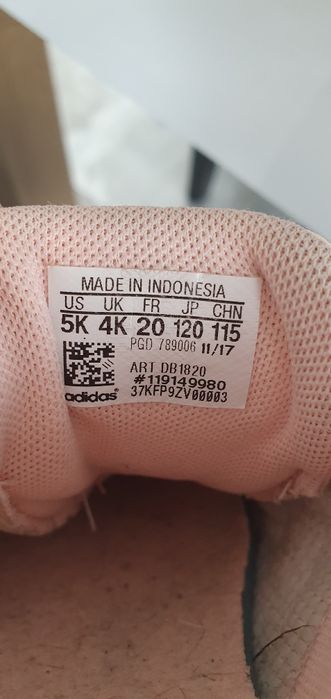 MADE IN INDONESIA
US UK FR JP CHN
5K 4K 20 120 115
PGD 789006 11/17
ART DB1820
#119149980
adidas 37KFP9ZV00003